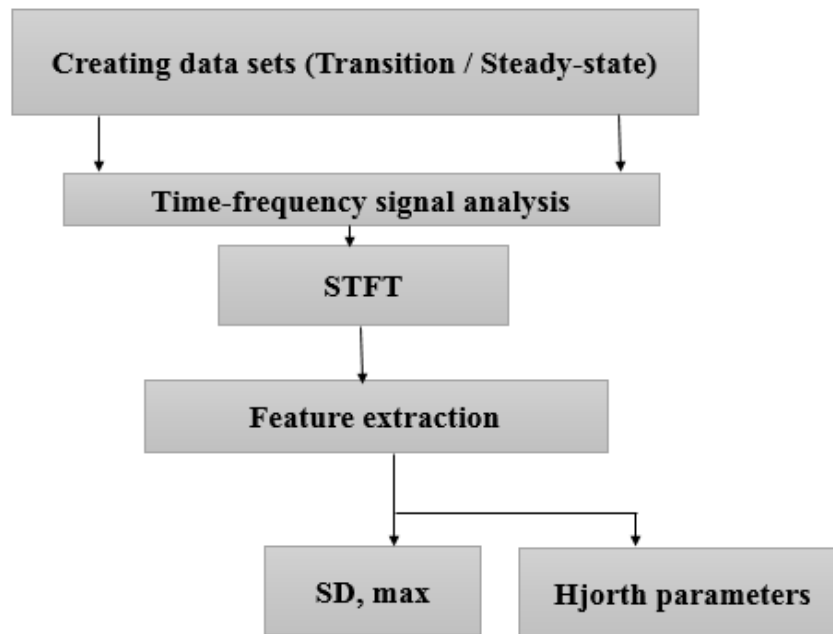 Creating data sets (Transition / Steady-state)
Time-frequency signal analysis
STFT
Feature extraction
SD, max
Hjorth parameters